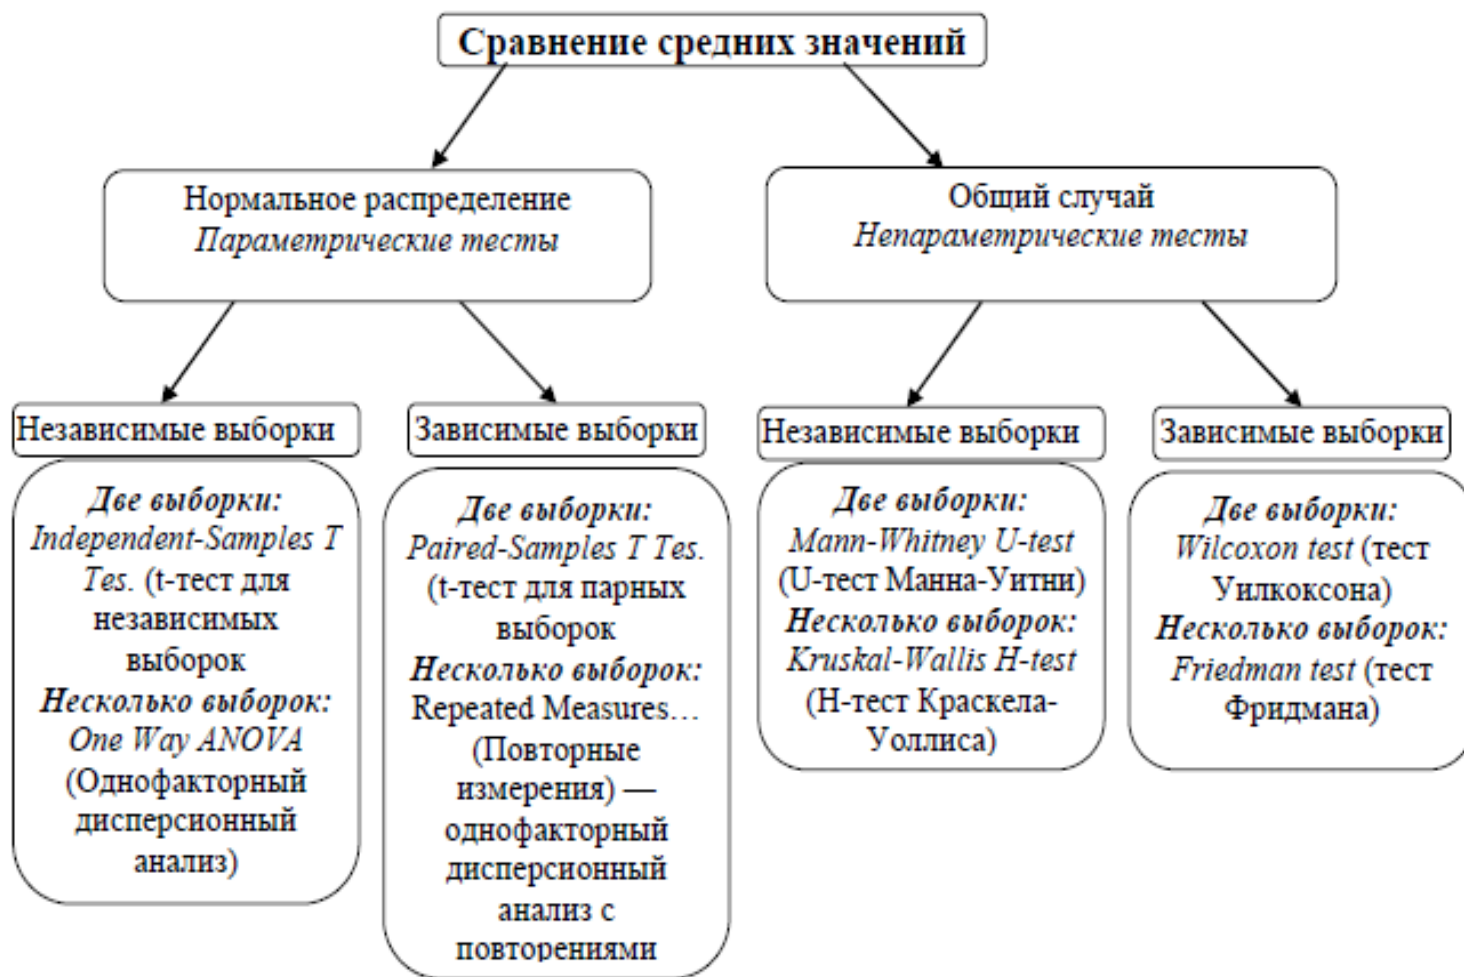 Сравнение средних значений
Нормальное распределение
Параметрические тесты
Общий случай
Непараметрические тесты
Независимые выборки
Две выборки:
Independent-Samples T
Tes. (t-тест для
независимых
выборок
Несколько выборок:
One Way ANOVA
(Однофакторный
дисперсионный
анализ)
Зависимые выборки
Две выборки:
Paired-Samples T Tes.
(t-тест для парных
выборок
Несколько выборок:
Repeated Measures…
(Повторные
измерения) —
однофакторный
дисперсионный
анализ с
повторениями
Независимые выборки
Две выборки:
Mann-Whitney U-test
(U-тест Манна-Уитни)
Несколько выборок:
Kruskal-Wallis H-test
(Н-тест Краскела-
Уоллиса)
Зависимые выборки
Две выборки:
Wilcoxon test (тест
Уилкоксона)
Несколько выборок:
Friedman test (тест
Фридмана)